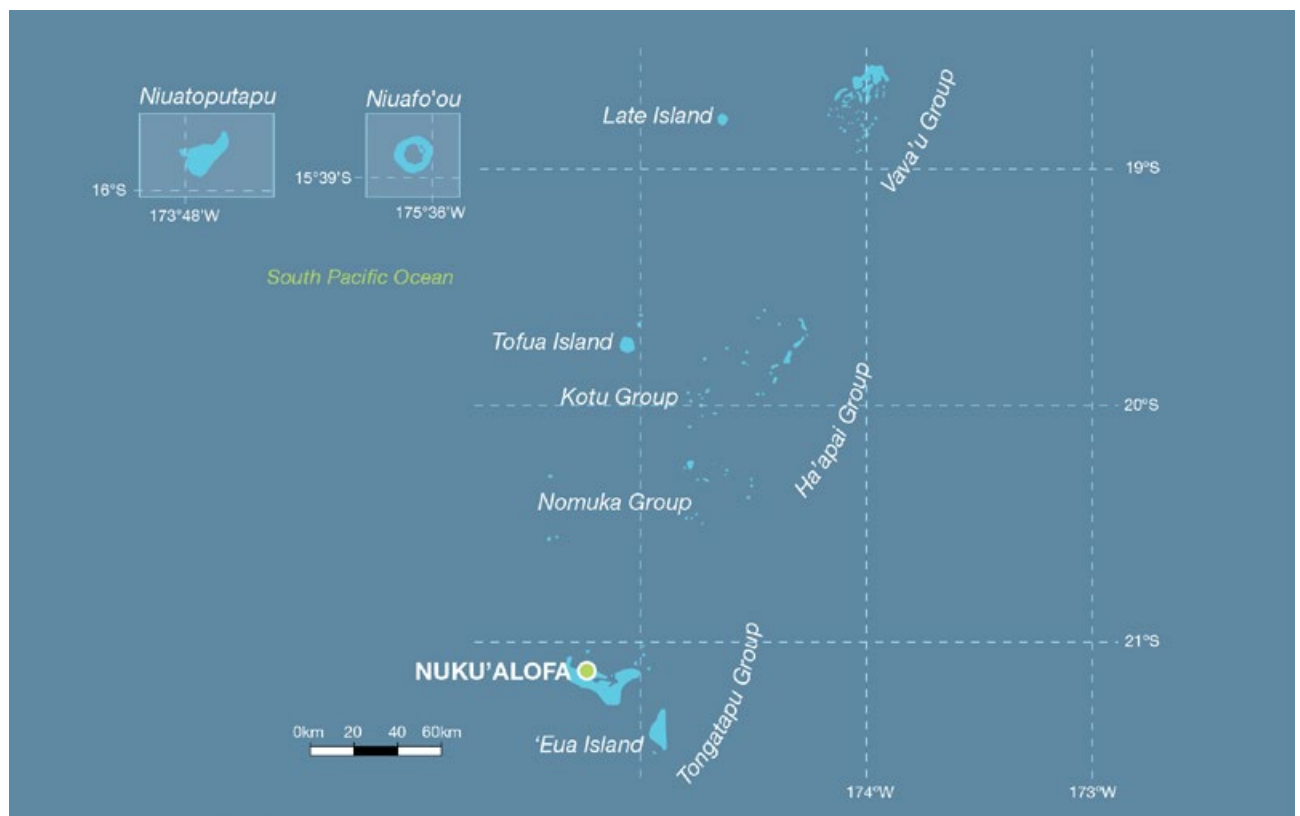 Niuatoputapu
Niuafo'ou
Late Island
Vava'u Group
15°39'S
19°S
16°S
173°48'W
175°36'W
South Pacific Ocean
Tofua Island
Kotu Group
20°S
Ha'apai Group
Nomuka Group
21°S
NUKU'ALOFA
Tongatapu Group
0km 20 40 60km
'Eua Island
174°W
173°W